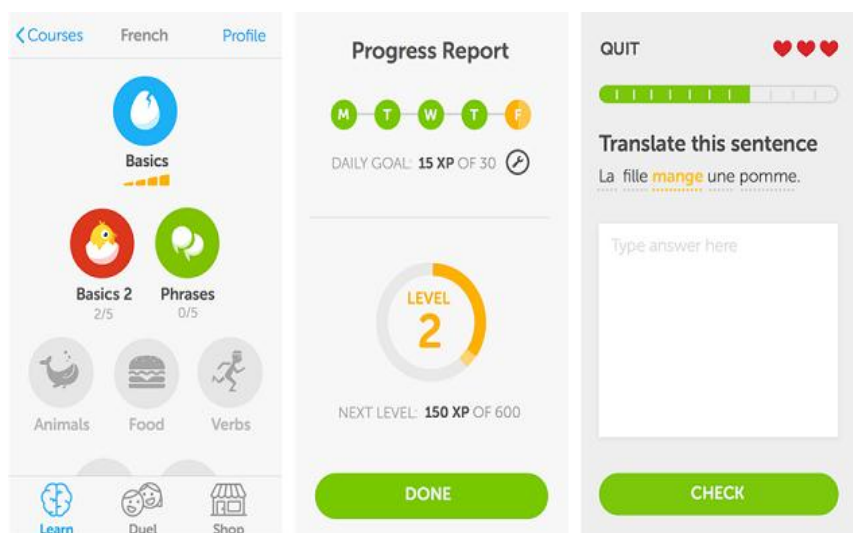 Courses French Profile
Basics
Basics 2 Phrases
2/5 0/5
Animals Food Verbs
Learn Duel Shop
Progress Report
M T W T F
DAILY GOAL: 15 XP OF 30
LEVEL
2
NEXT LEVEL: 150 XP OF 600
DONE
QUIT
Translate this sentence
La fille mange une pomme.
Type answer here
CHECK